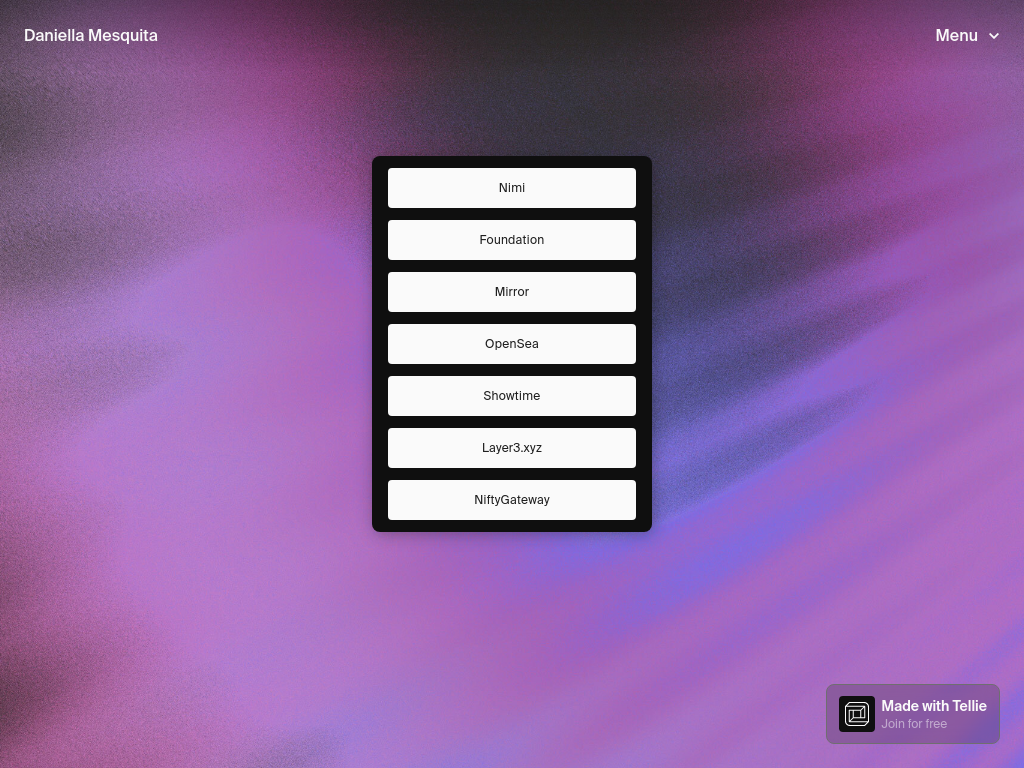 Daniella Mesquita
Menu
Nimi
Foundation
Mirror
OpenSea
Showtime
Layer3.xyz
NiftyGateway
Made with Tellie
Join for free